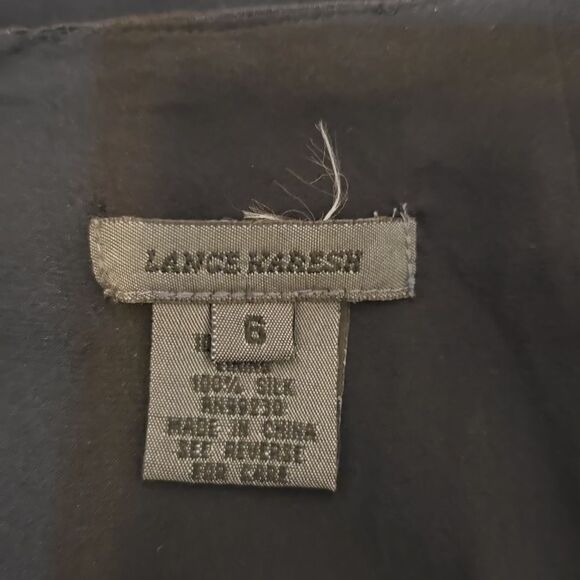 LANCE KARESH
6
100% SILK
MADE IN CHINA
SEE REVERSE
FOR CARE